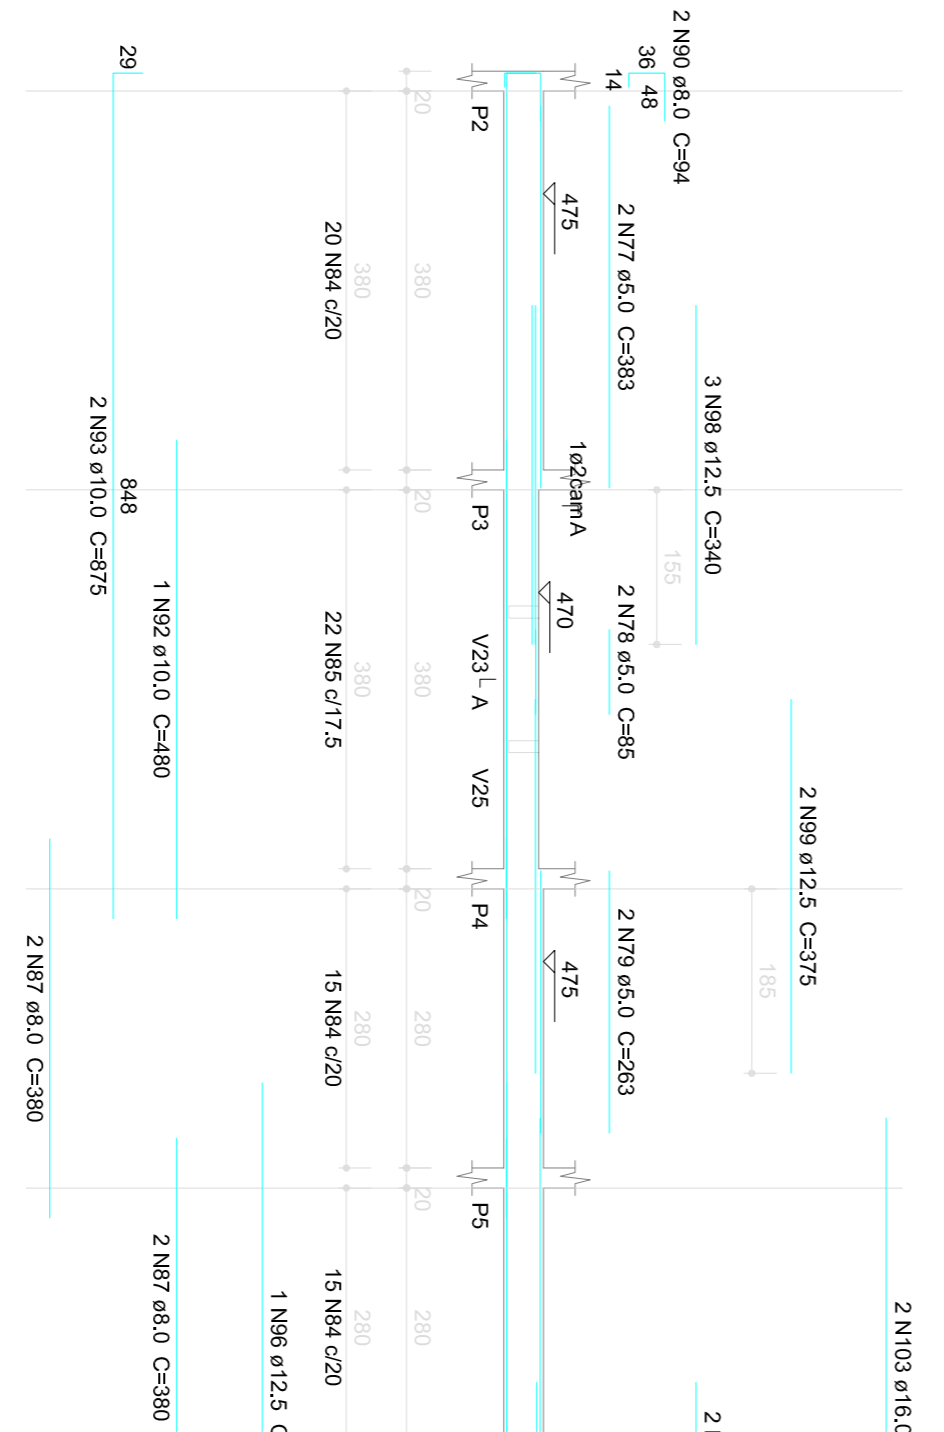 2 N90 ø8.0 C=94
36
48
14
3 N98 ø12.5 C=340
155
2 N99 ø12.5 C=375
185
2 N103 ø16.0
2 N77 ø5.0 C=383
2 N78 ø5.0 C=85
2 N79 ø5.0 C=263
475
1ø2camA
470
475
P2
P3
V23
A
V25
P4
P5
20
380
20
380
20
280
20
280
380
380
280
280
20 N84 c/20
22 N85 c/17.5
15 N84 c/20
15 N84 c/20
1 N96 ø12.5
1 N92 ø10.0 C=480
2 N87 ø8.0 C=380
29
848
2 N93 ø10.0 C=875
2 N87 ø8.0 C=380